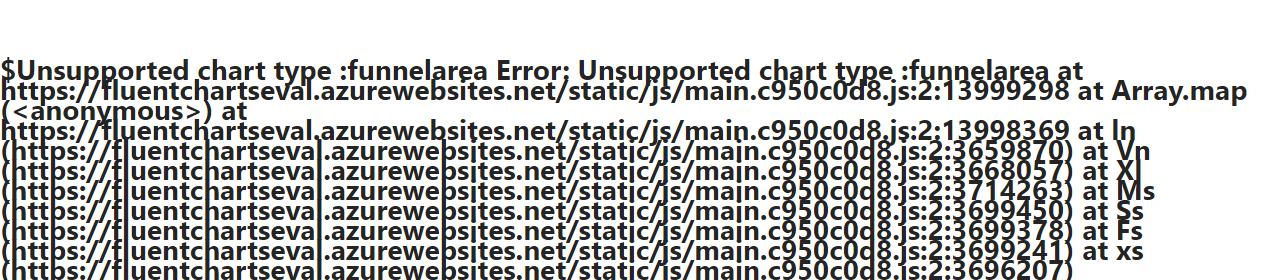 $Unsupported chart type :funnelarea Error: Unsupported chart type :funnelarea at
https://fluentchartseval.azurewebsites.net/static/js/main.c950c0d8.js:2:13999298 at Array.map
(<anonymous>) at
https://fluentchartseval.azurewebsites.net/static/js/main.c950c0d8.js:2:13998369 at ln
(https://fluentchartseval.azurewebsites.net/static/js/main.c950c0d8.js:2:3659870) at Vn
(https://fluentchartseval.azurewebsites.net/static/js/main.c950c0d8.js:2:3668057) at Xl
(https://fluentchartseval.azurewebsites.net/static/js/main.c950c0d8.js:2:3714263) at Ms
(https://fluentchartseval.azurewebsites.net/static/js/main.c950c0d8.js:2:3699450) at Ss
(https://fluentchartseval.azurewebsites.net/static/js/main.c950c0d8.js:2:3699378) at Fs
(https://fluentchartseval.azurewebsites.net/static/js/main.c950c0d8.js:2:3699241) at xs
(https://fluentchartseval.azurewebsites.net/static/js/main.c950c0d8.js:2:3696207)